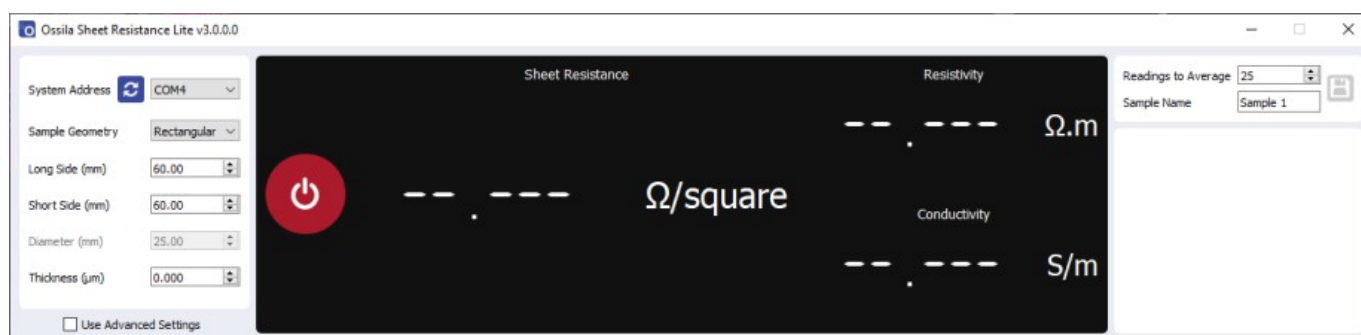 Ossila Sheet Resistance Lite v3.0.0.0
System Address COM4
Sample Geometry Rectangular
Long Side (mm) 60.00
Short Side (mm) 60.00
Diameter (mm) 25.00
Thickness (μm) 0.000
Use Advanced Settings
Sheet Resistance
-- . --- Ω/square
Resistivity
-- . --- Ω.m
Conductivity
-- . --- S/m
Readings to Average 25
Sample Name Sample 1